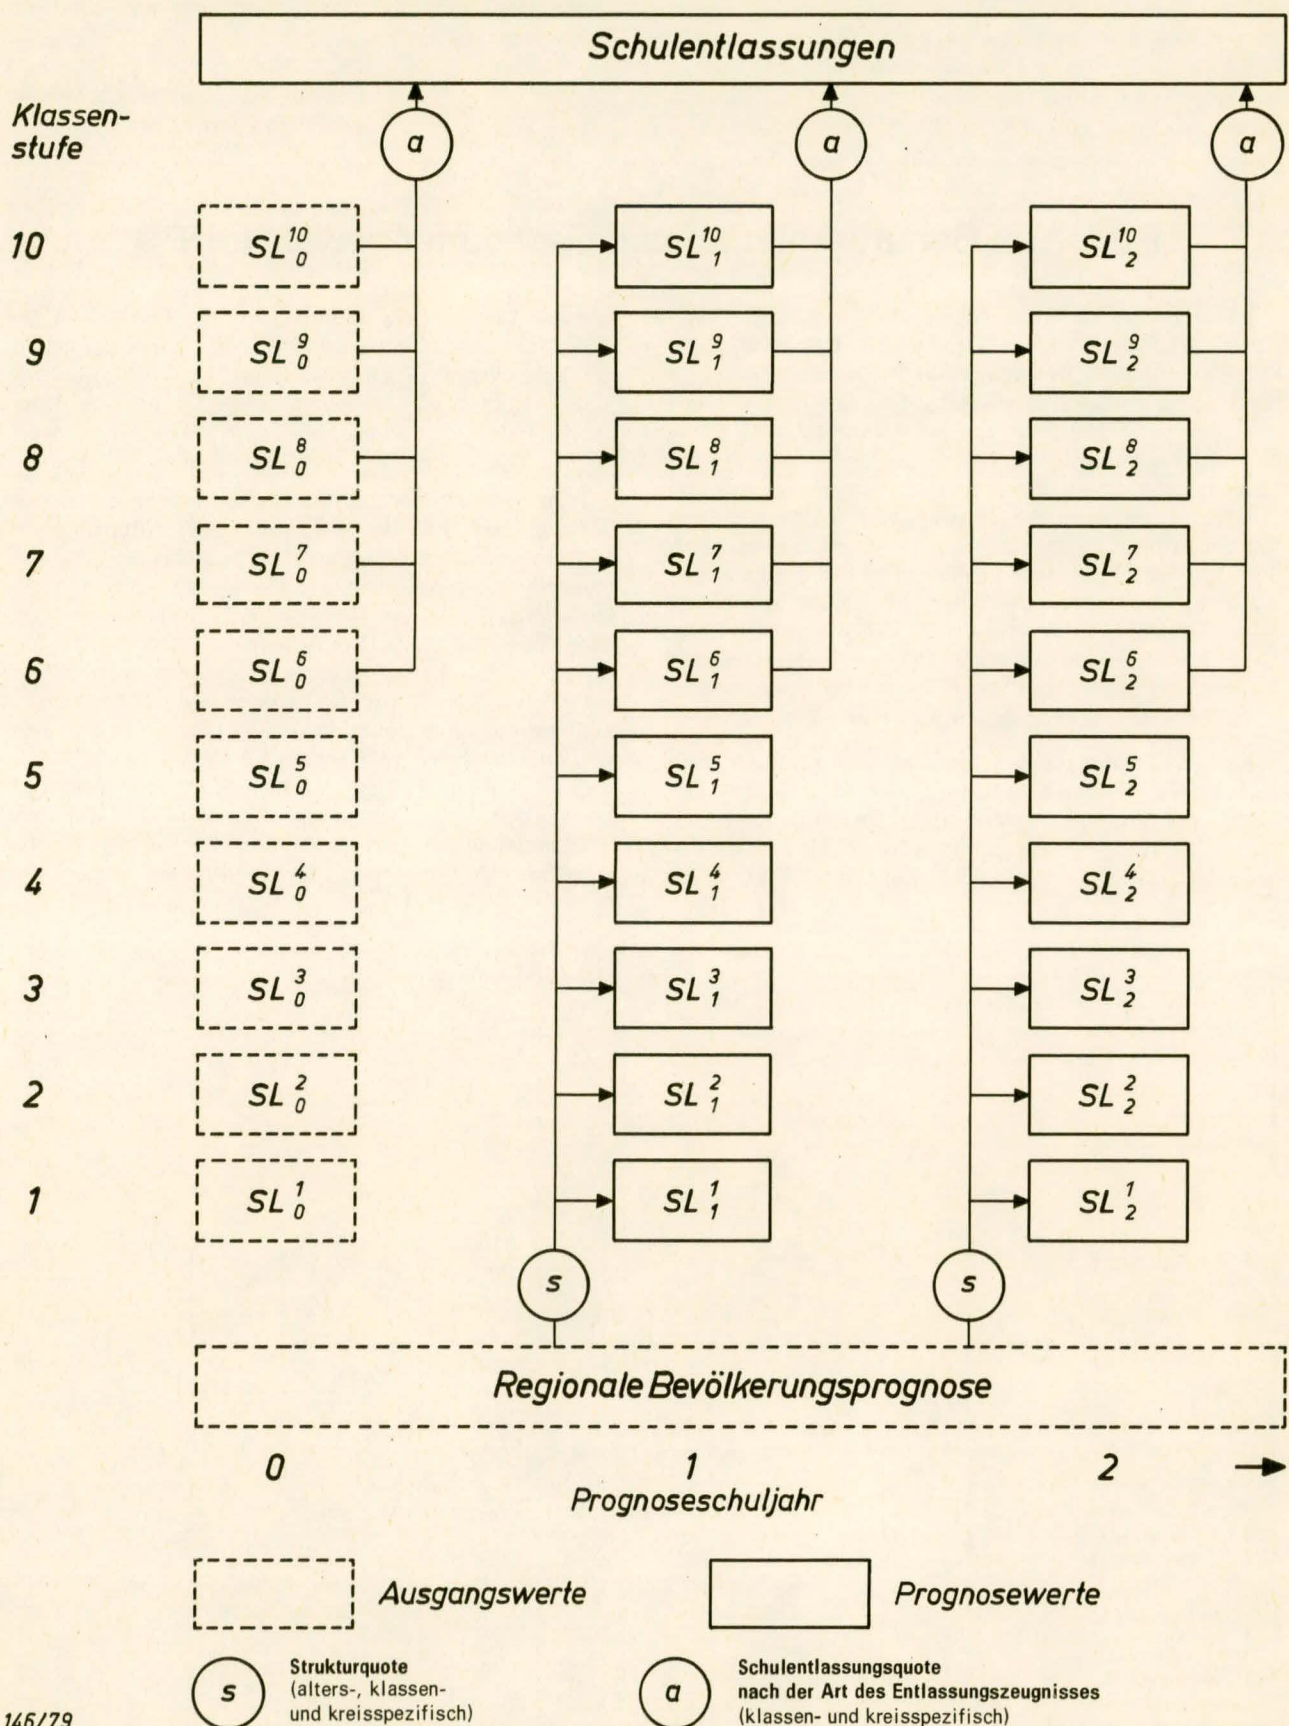 Schulentlassungen
Klassen-
stufe
a a a
10 SL 10 0 SL 10 1 SL 10 2
9 SL 9 0 SL 9 1 SL 9 2
8 SL 8 0 SL 8 1 SL 8 2
7 SL 7 0 SL 7 1 SL 7 2
6 SL 6 0 SL 6 1 SL 6 2
5 SL 5 0 SL 5 1 SL 5 2
4 SL 4 0 SL 4 1 SL 4 2
3 SL 3 0 SL 3 1 SL 3 2
2 SL 2 0 SL 2 1 SL 2 2
1 SL 1 0 SL 1 1 SL 1 2
s s
Regionale Bevölkerungsprognose
0 1 2
Prognoseschuljahr
Ausgangswerte
Prognosewerte
s
Strukturquote
(alters-, klassen-
und kreisspezifisch)
a
Schulentlassungsquote
nach der Art des Entlassungszeugnisses
(klassen- und kreisspezifisch)
146/79